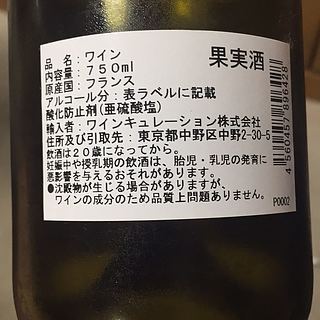 果実酒
品 名：ワイン
内容量：７５０ｍｌ
原産国：フランス
アルコール分：表ラベルに記載
酸化防止剤（亜硫酸塩）
輸入者：ワインキュレーション株式会社
住所及び引取先：東京都中野区中野2-30-5
飲酒は２０歳になってから。
妊娠中や授乳期の飲酒は、胎児・乳児の発育に
悪影響を与えるおそれがあります。
●沈殿物が生じる場合がありますが、
ワインの成分のため品質上問題ありません。
P0002
4 560457 896423